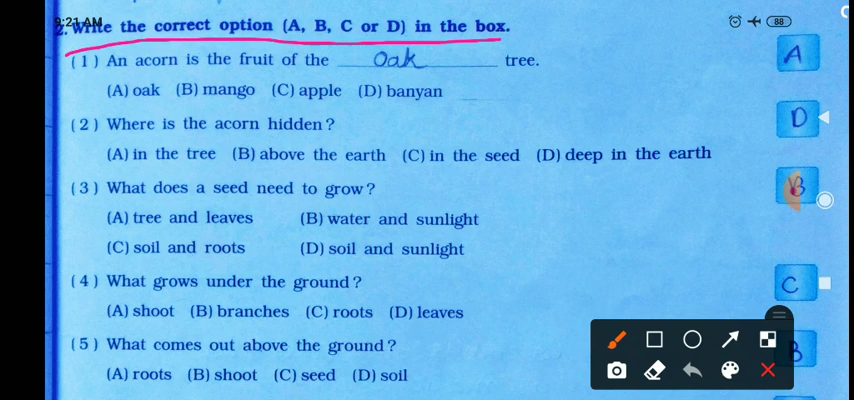 9:21 AM
88
2. Write the correct option (A, B, C or D) in the box.
(1) An acorn is the fruit of the Oak tree. A
(A) oak (B) mango (C) apple (D) banyan
(2) Where is the acorn hidden? D
(A) in the tree (B) above the earth (C) in the seed (D) deep in the earth
(3) What does a seed need to grow? B
(A) tree and leaves (B) water and sunlight
(C) soil and roots (D) soil and sunlight
(4) What grows under the ground? C
(A) shoot (B) branches (C) roots (D) leaves
(5) What comes out above the ground? B
(A) roots (B) shoot (C) seed (D) soil